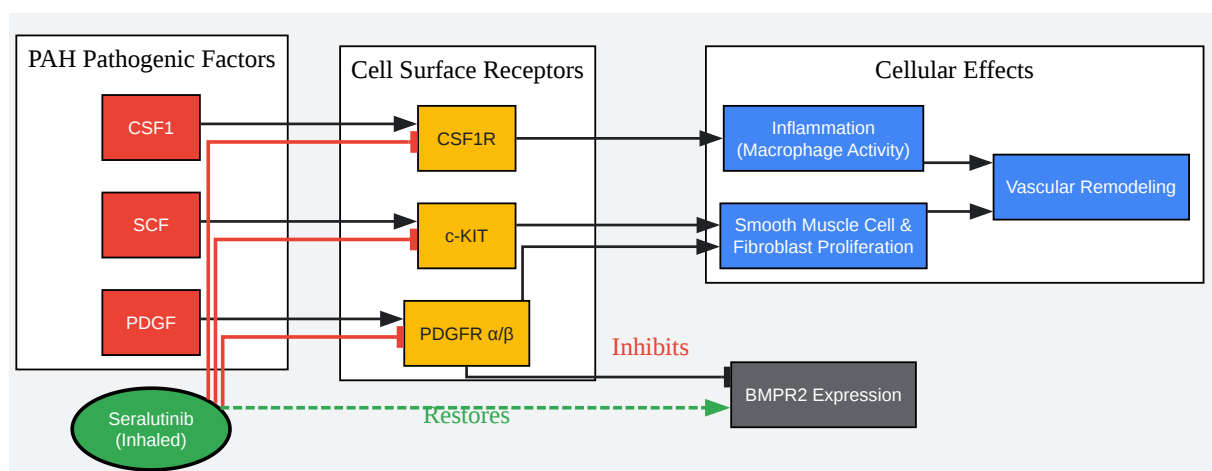 PAH Pathogenic Factors
Cell Surface Receptors
Cellular Effects
CSF1
CSF1R
Inflammation
(Macrophage Activity)
Vascular Remodeling
SCF
c-KIT
Smooth Muscle Cell &
Fibroblast Proliferation
PDGF
PDGFR α/β
Inhibits
BMPR2 Expression
Restores
Seralutinib
(Inhaled)